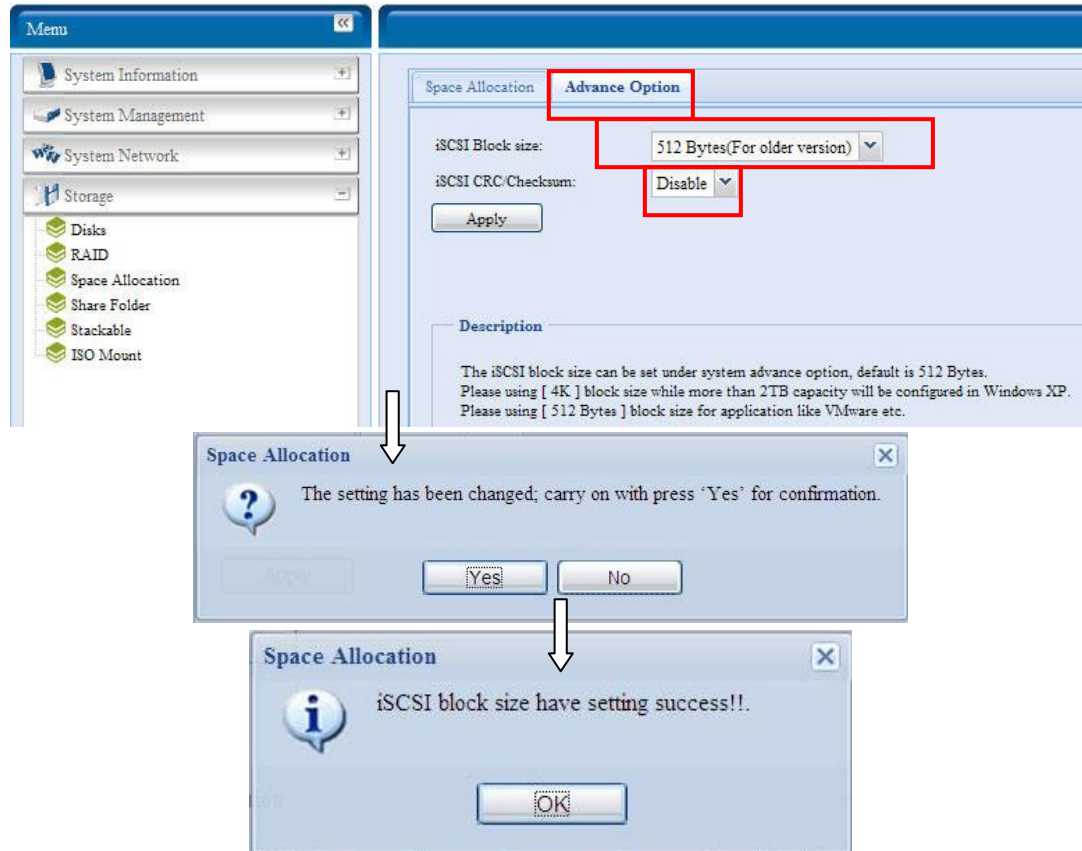 Menu
System Information
System Management
System Network
Storage
Disks
RAID
Space Allocation
Share Folder
Stackable
ISO Mount
Space Allocation Advance Option
iSCSI Block size: 512 Bytes(For older version)
iSCSI CRC/Checksum: Disable
Apply
Description
The iSCSI block size can be set under system advance option, default is 512 Bytes.
Please using [ 4K ] block size while more than 2TB capacity will be configured in Windows XP.
Please using [ 512 Bytes ] block size for application like VMware etc.
Space Allocation
The setting has been changed; carry on with press ‘Yes’ for confirmation.
Apply
Yes No
Space Allocation
iSCSI block size have setting success!!.
OK